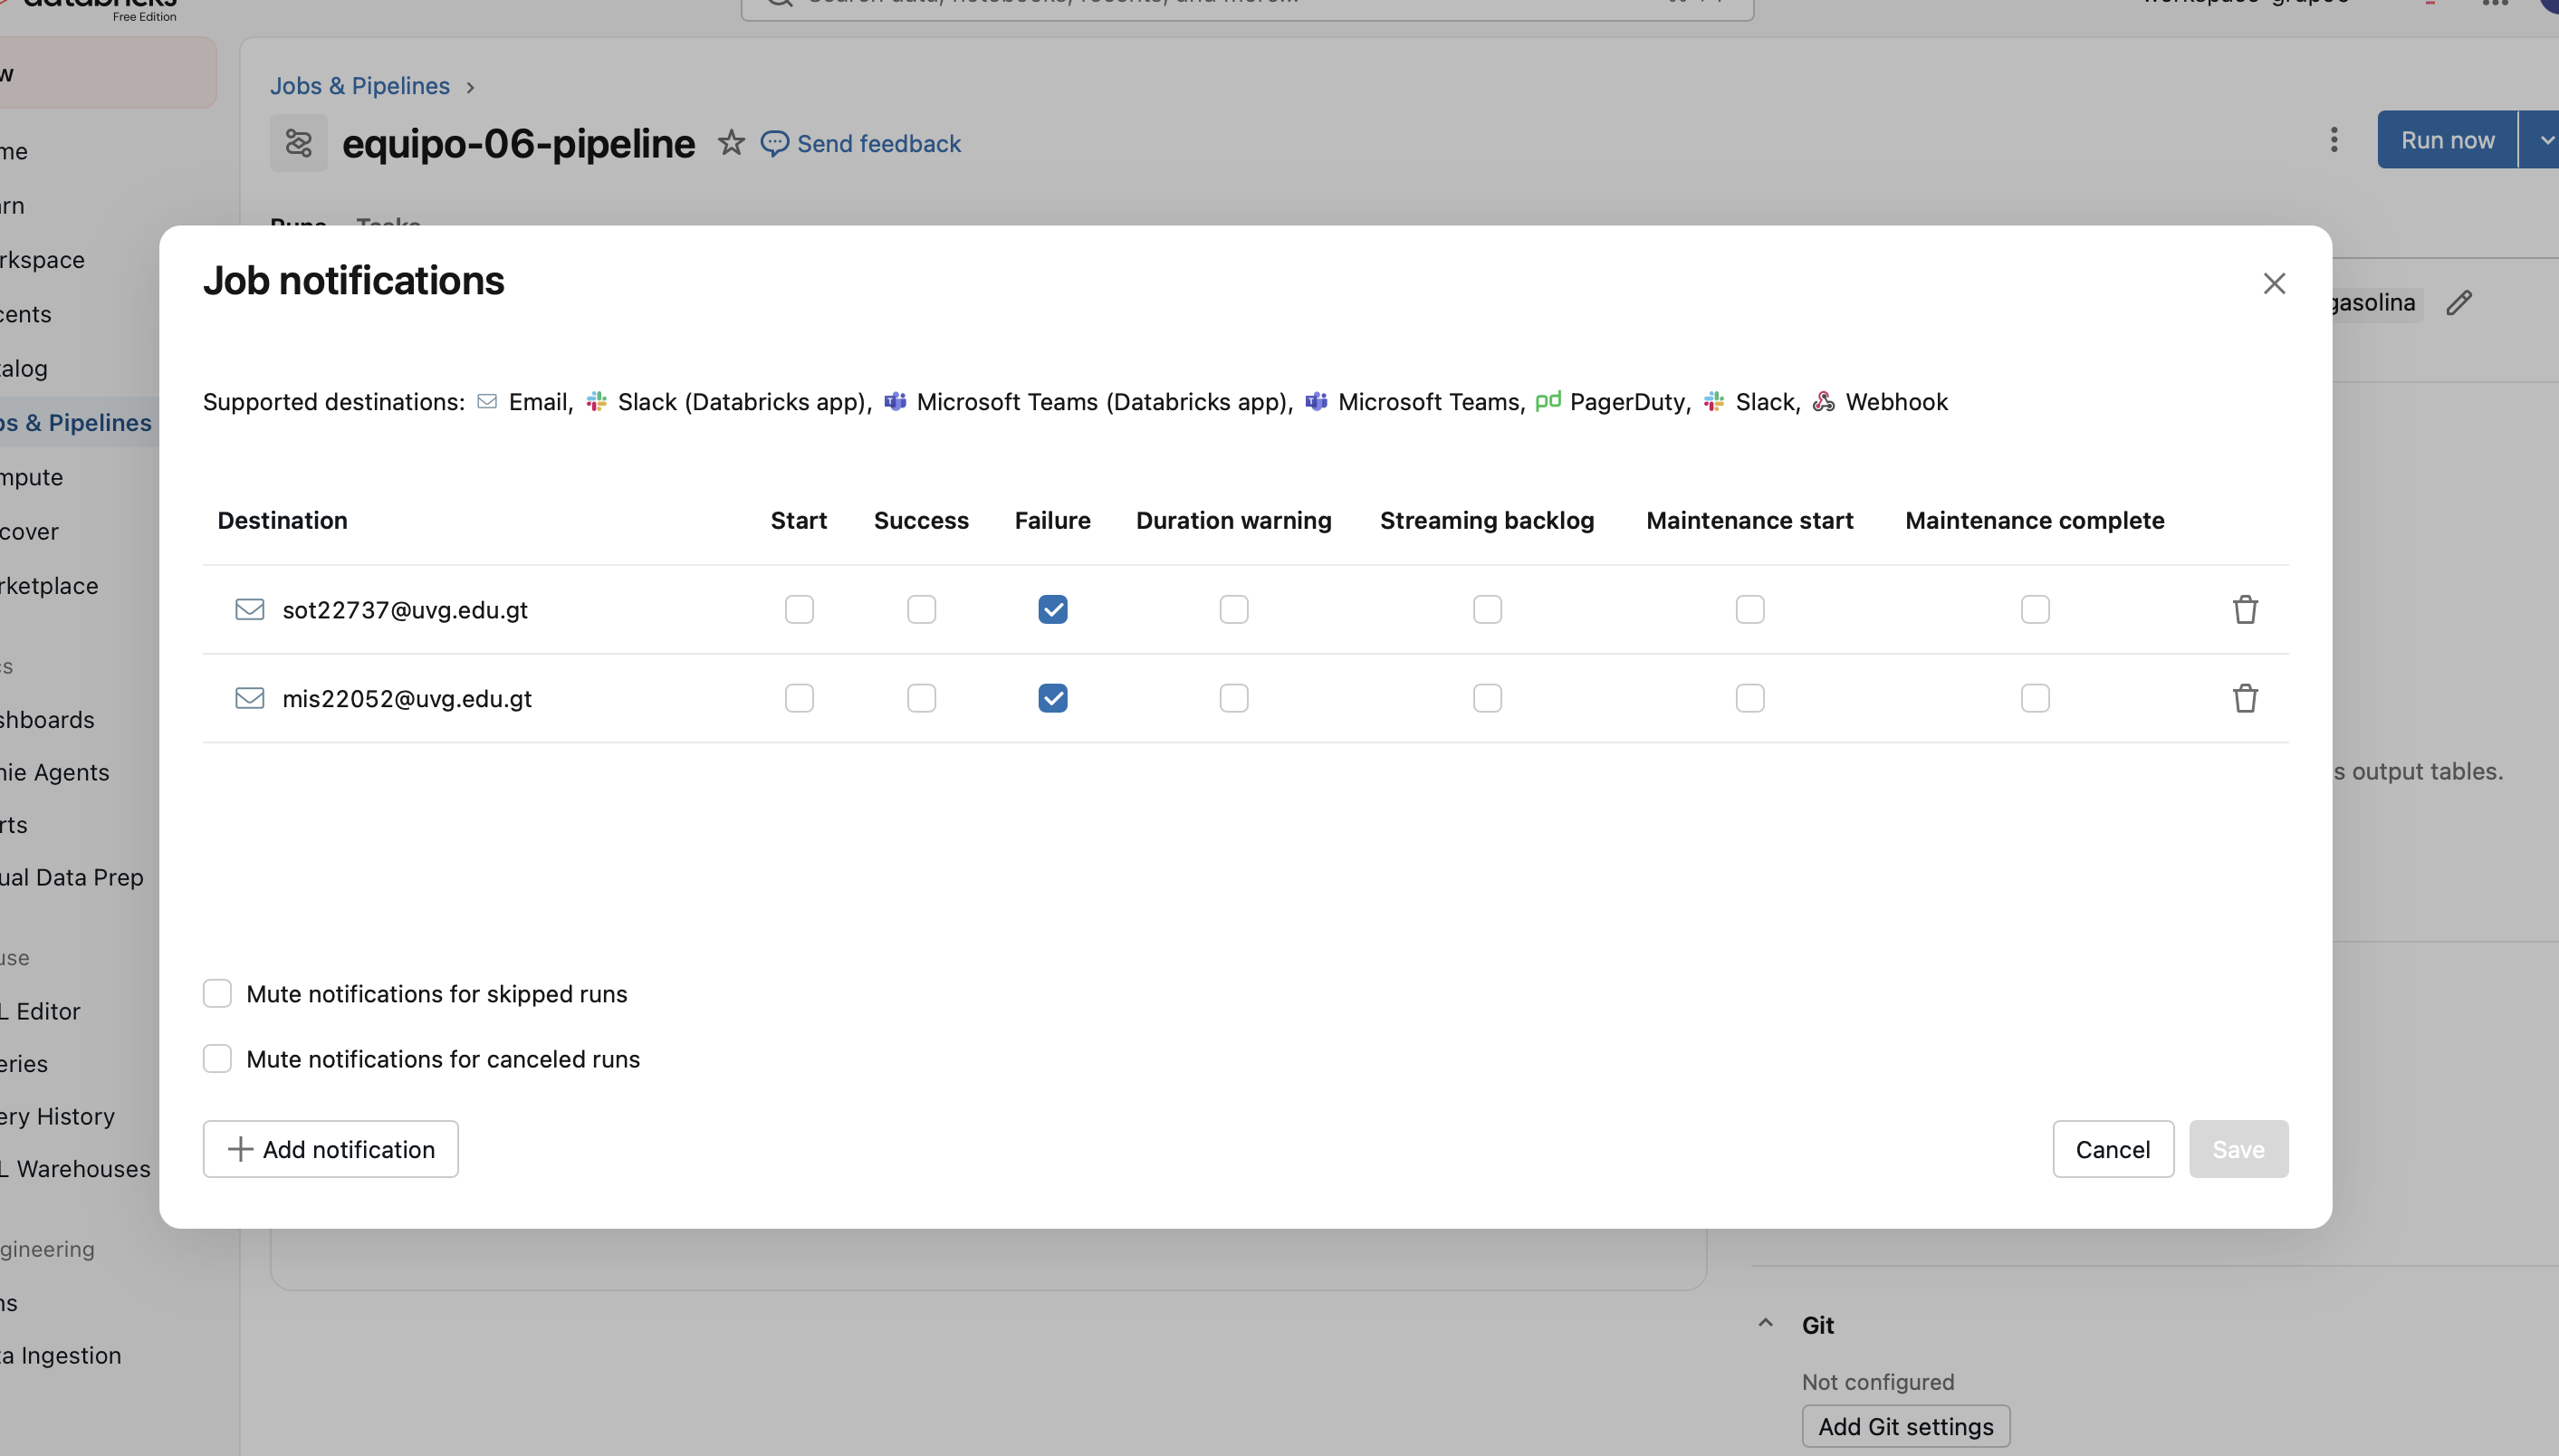 databricks
Free Edition
Jobs & Pipelines
equipo-06-pipeline
Send feedback
Run now
Runs Tasks
Job notifications
gasolina
Supported destinations: Email, Slack (Databricks app), Microsoft Teams (Databricks app), Microsoft Teams, PagerDuty, Slack, Webhook
Destination Start Success Failure Duration warning Streaming backlog Maintenance start Maintenance complete
sot22737@uvg.edu.gt
mis22052@uvg.edu.gt
Mute notifications for skipped runs
Mute notifications for canceled runs
Add notification
Cancel
Save
w
me
rn
rkspace
cents
alog
s & Pipelines
mpute
cover
rketplace
cs
shboards
nie Agents
rts
ual Data Prep
use
L Editor
eries
ery History
L Warehouses
gineering
ns
a Ingestion
s output tables.
Git
Not configured
Add Git settings